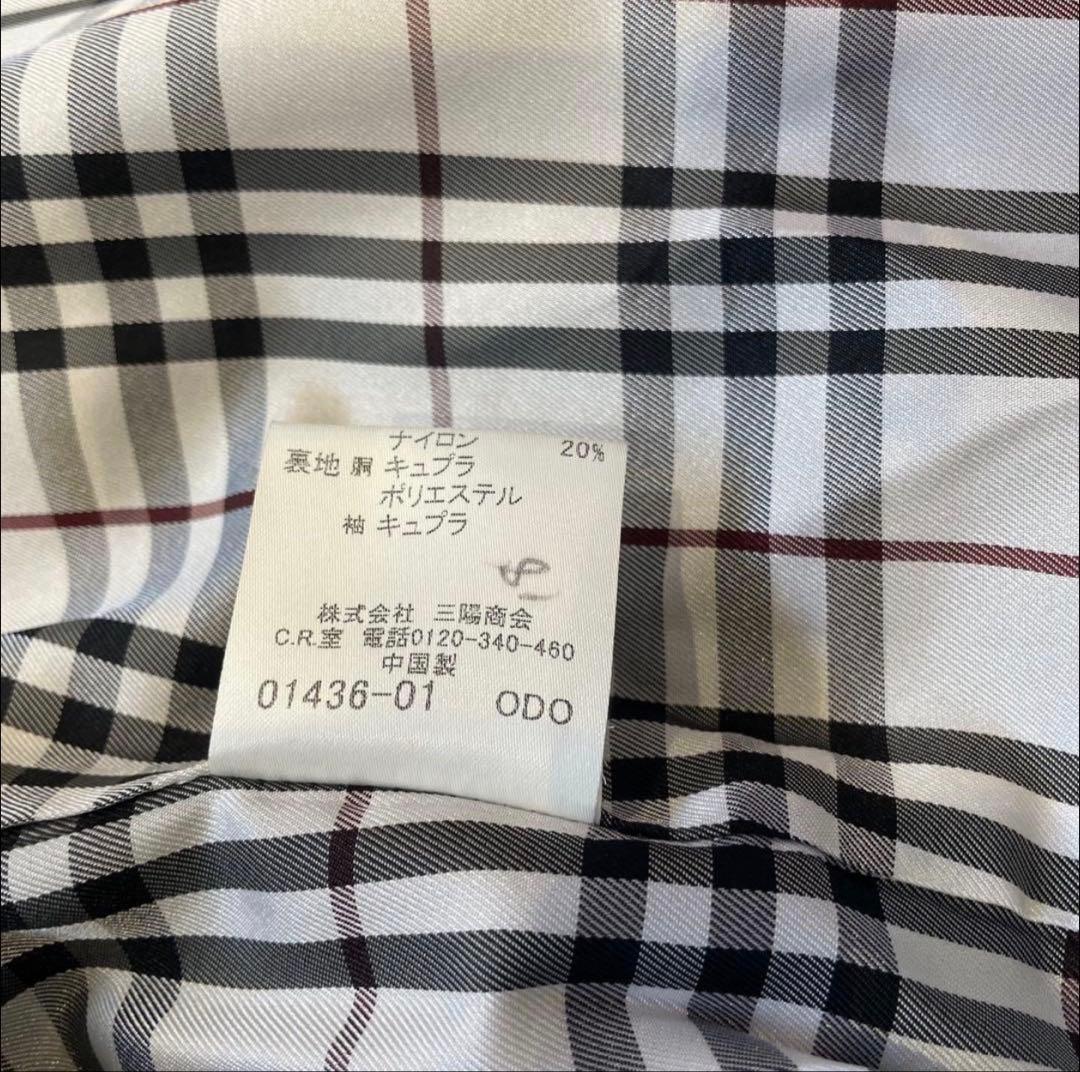 ナイロン 20%
裏地 胴 キュプラ
ポリエステル
袖 キュプラ
株式会社 三陽商会
C.R.室 電話0120-340-460
中国製
01436-01 ODO